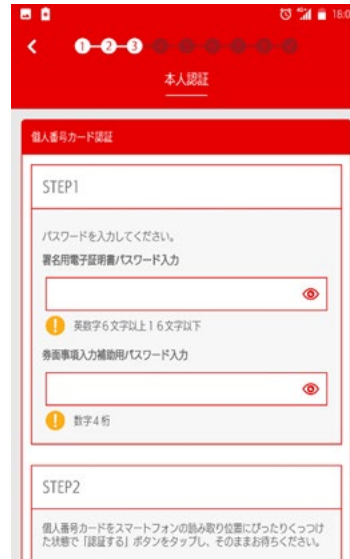 16:0
1 2 3
本人認証
個人番号カード認証
STEP1
パスワードを入力してください。
署名用電子証明書パスワード入力
英数字6文字以上16文字以下
券面事項入力補助用パスワード入力
数字4桁
STEP2
個人番号カードをスマートフォンの読み取り位置にぴったりくっつけ
た状態で「認証する」ボタンをタップし、そのままお待ちください。